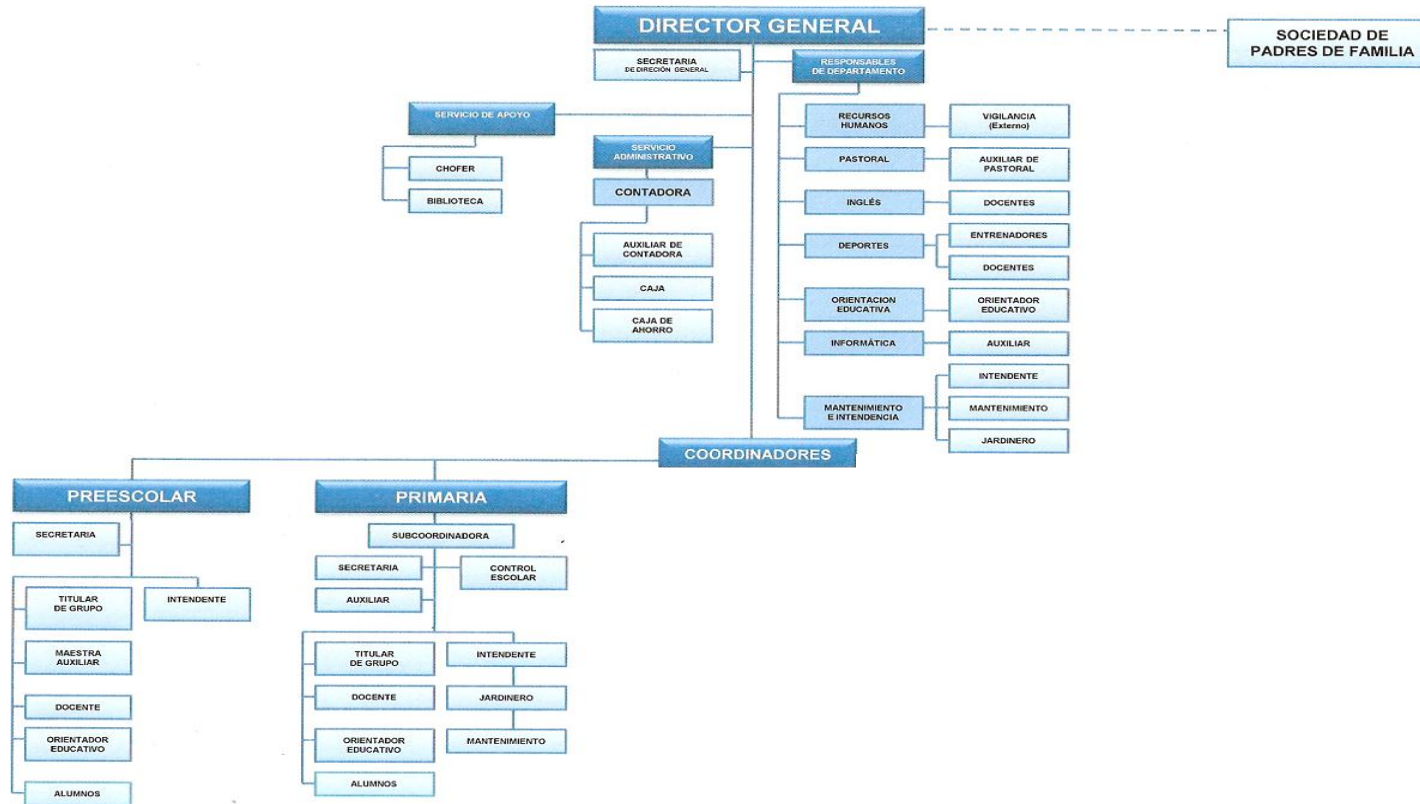 DIRECTOR GENERAL
SOCIEDAD DE
PADRES DE FAMILIA
SECRETARIA
DE DIRECIÓN GENERAL
RESPONSABLES
DE DEPARTAMENTO
SERVICIO DE APOYO
CHOFER
BIBLIOTECA
SERVICIO
ADMINISTRATIVO
CONTADORA
AUXILIAR DE
CONTADORA
CAJA
CAJA DE
AHORRO
RECURSOS
HUMANOS
VIGILANCIA
(Externo)
PASTORAL
AUXILIAR DE
PASTORAL
INGLÉS
DOCENTES
DEPORTES
ENTRENADORES
DOCENTES
ORIENTACION
EDUCATIVA
ORIENTADOR
EDUCATIVO
INFORMÁTICA
AUXILIAR
MANTENIMIENTO
E INTENDENCIA
INTENDENTE
MANTENIMIENTO
JARDINERO
COORDINADORES
PREESCOLAR
SECRETARIA
TITULAR
DE GRUPO
INTENDENTE
MAESTRA
AUXILIAR
DOCENTE
ORIENTADOR
EDUCATIVO
ALUMNOS
PRIMARIA
SUBCOORDINADORA
SECRETARIA
CONTROL
ESCOLAR
AUXILIAR
TITULAR
DE GRUPO
DOCENTE
ORIENTADOR
EDUCATIVO
ALUMNOS
INTENDENTE
JARDINERO
MANTENIMIENTO